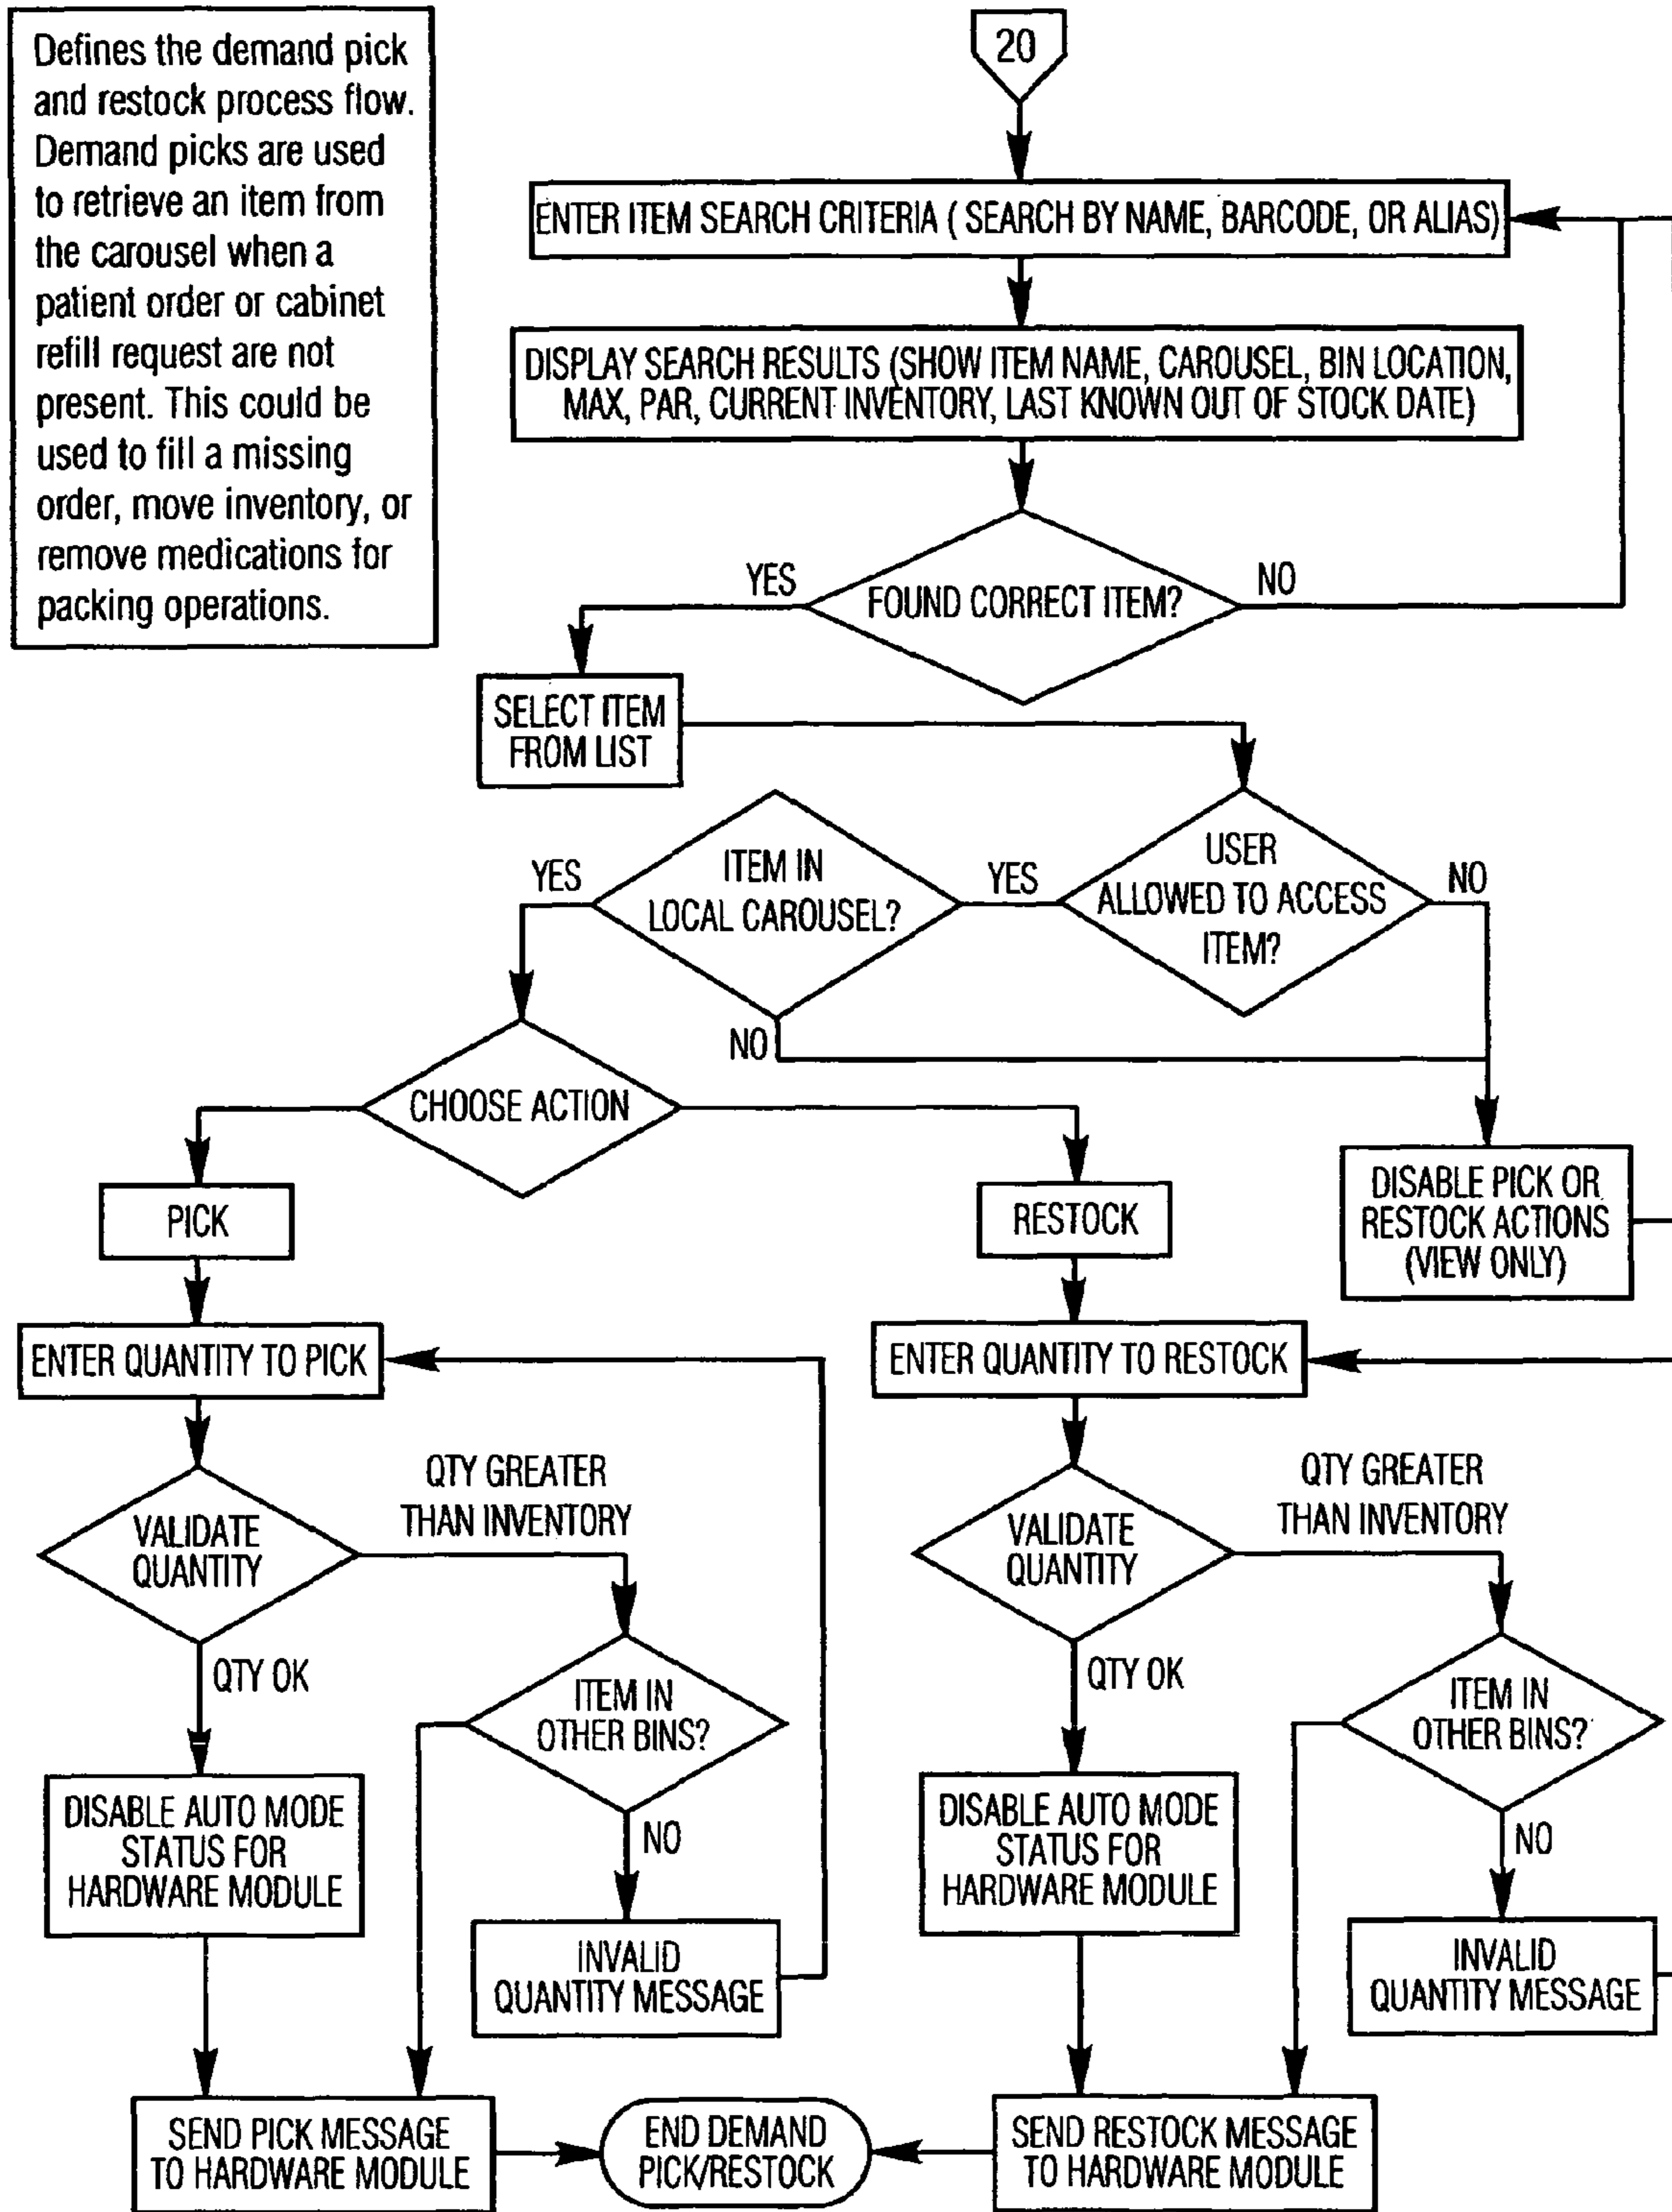 Defines the demand pick
and restock process flow.
Demand picks are used
to retrieve an item from
the carousel when a
patient order or cabinet
refill request are not
present. This could be
used to fill a missing
order, move inventory, or
remove medications for
packing operations.
20
ENTER ITEM SEARCH CRITERIA ( SEARCH BY NAME, BARCODE, OR ALIAS)
DISPLAY SEARCH RESULTS (SHOW ITEM NAME, CAROUSEL, BIN LOCATION,
MAX, PAR, CURRENT INVENTORY, LAST KNOWN OUT OF STOCK DATE)
YES
FOUND CORRECT ITEM?
NO
SELECT ITEM
FROM LIST
YES
ITEM IN
LOCAL CAROUSEL?
YES
USER
ALLOWED TO ACCESS
ITEM?
NO
NO
CHOOSE ACTION
PICK
RESTOCK
DISABLE PICK OR
RESTOCK ACTIONS
(VIEW ONLY)
ENTER QUANTITY TO PICK
ENTER QUANTITY TO RESTOCK
VALIDATE
QUANTITY
QTY GREATER
THAN INVENTORY
VALIDATE
QUANTITY
QTY GREATER
THAN INVENTORY
QTY OK
ITEM IN
OTHER BINS?
QTY OK
ITEM IN
OTHER BINS?
DISABLE AUTO MODE
STATUS FOR
HARDWARE MODULE
NO
DISABLE AUTO MODE
STATUS FOR
HARDWARE MODULE
NO
INVALID
QUANTITY MESSAGE
INVALID
QUANTITY MESSAGE
SEND PICK MESSAGE
TO HARDWARE MODULE
END DEMAND
PICK/RESTOCK
SEND RESTOCK MESSAGE
TO HARDWARE MODULE